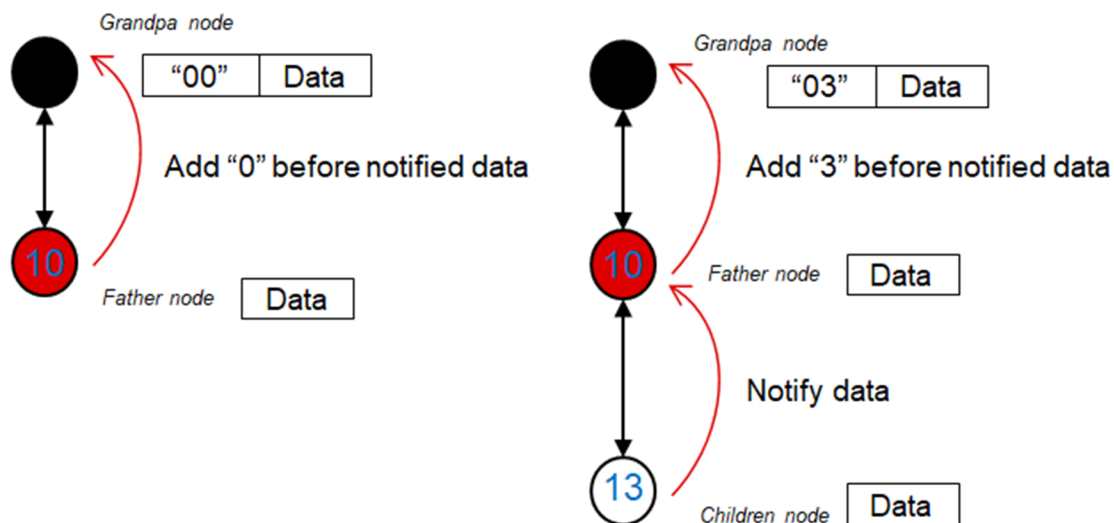 Grandpa node
“00” Data
Add “0” before notified data
10
Father node Data
Grandpa node
“03” Data
Add “3” before notified data
10
Father node Data
Notify data
13
Children node Data